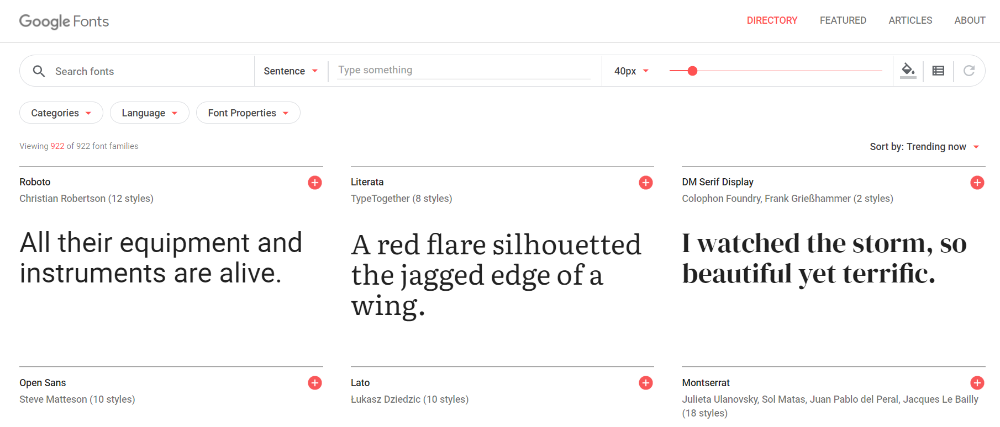 Google Fonts
DIRECTORY FEATURED ARTICLES ABOUT
Search fonts Sentence Type something 40px
Categories Language Font Properties
Viewing 922 of 922 font families
Sort by: Trending now
Roboto
Christian Robertson (12 styles)
All their equipment and
instruments are alive.
Literata
TypeTogether (8 styles)
A red flare silhouetted
the jagged edge of a
wing.
DM Serif Display
Colophon Foundry, Frank Grießhammer (2 styles)
I watched the storm, so
beautiful yet terrific.
Open Sans
Steve Matteson (10 styles)
Lato
Łukasz Dziedzic (10 styles)
Montserrat
Julieta Ulanovsky, Sol Matas, Juan Pablo del Peral, Jacques Le Bailly
(18 styles)